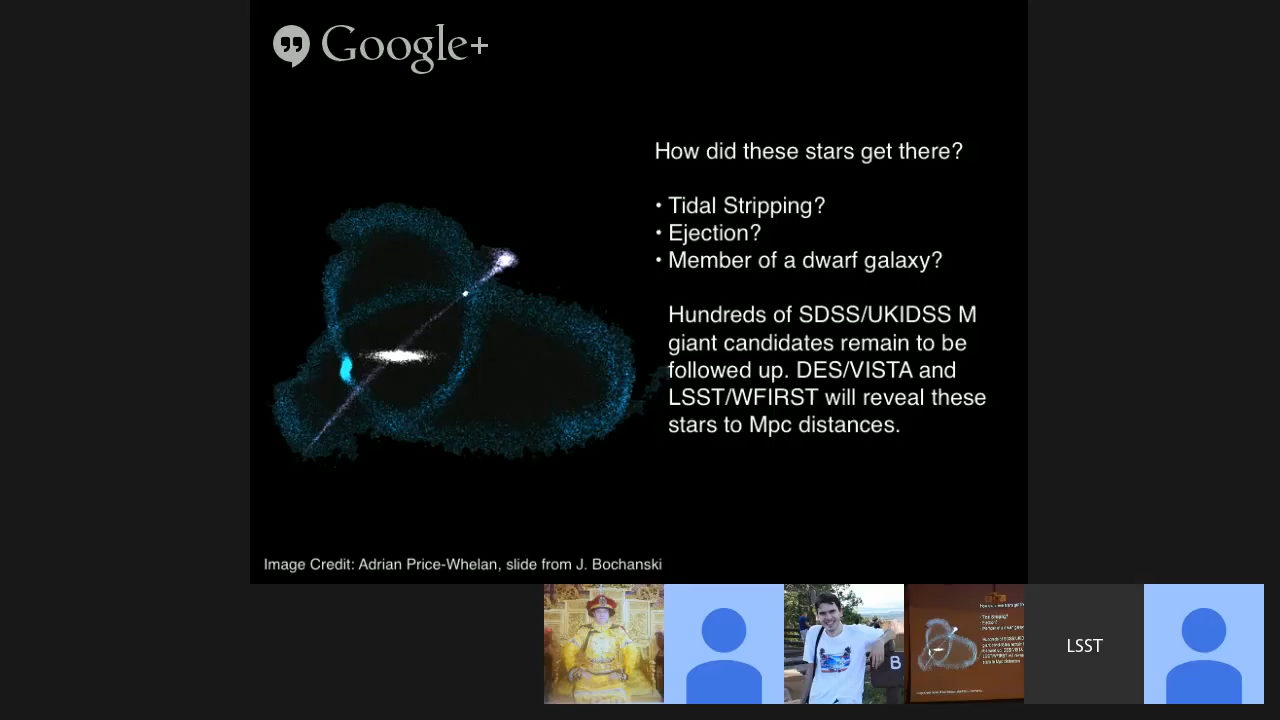 Google+
How did these stars get there?
• Tidal Stripping?
• Ejection?
• Member of a dwarf galaxy?
Hundreds of SDSS/UKIDSS M
giant candidates remain to be
followed up. DES/VISTA and
LSST/WFIRST will reveal these
stars to Mpc distances.
Image Credit: Adrian Price-Whelan, slide from J. Bochanski
B
LSST